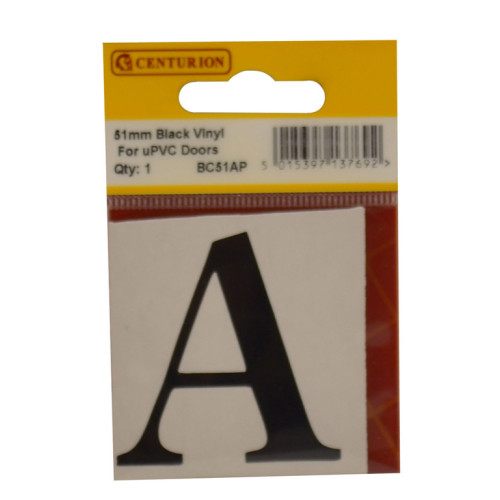 CENTURION
51mm Black Vinyl
For uPVC Doors
Qty: 1 BC51AP
5 015397 137692
A